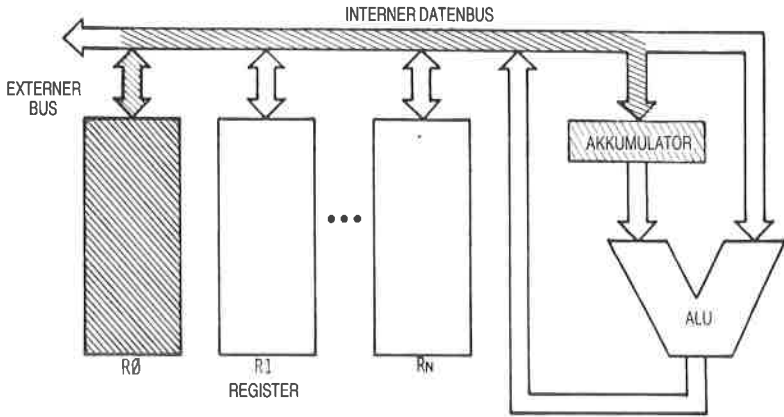 INTERNER DATENBUS
EXTERNER
BUS
AKKUMULATOR
ALU
RØ
R1
RN
REGISTER